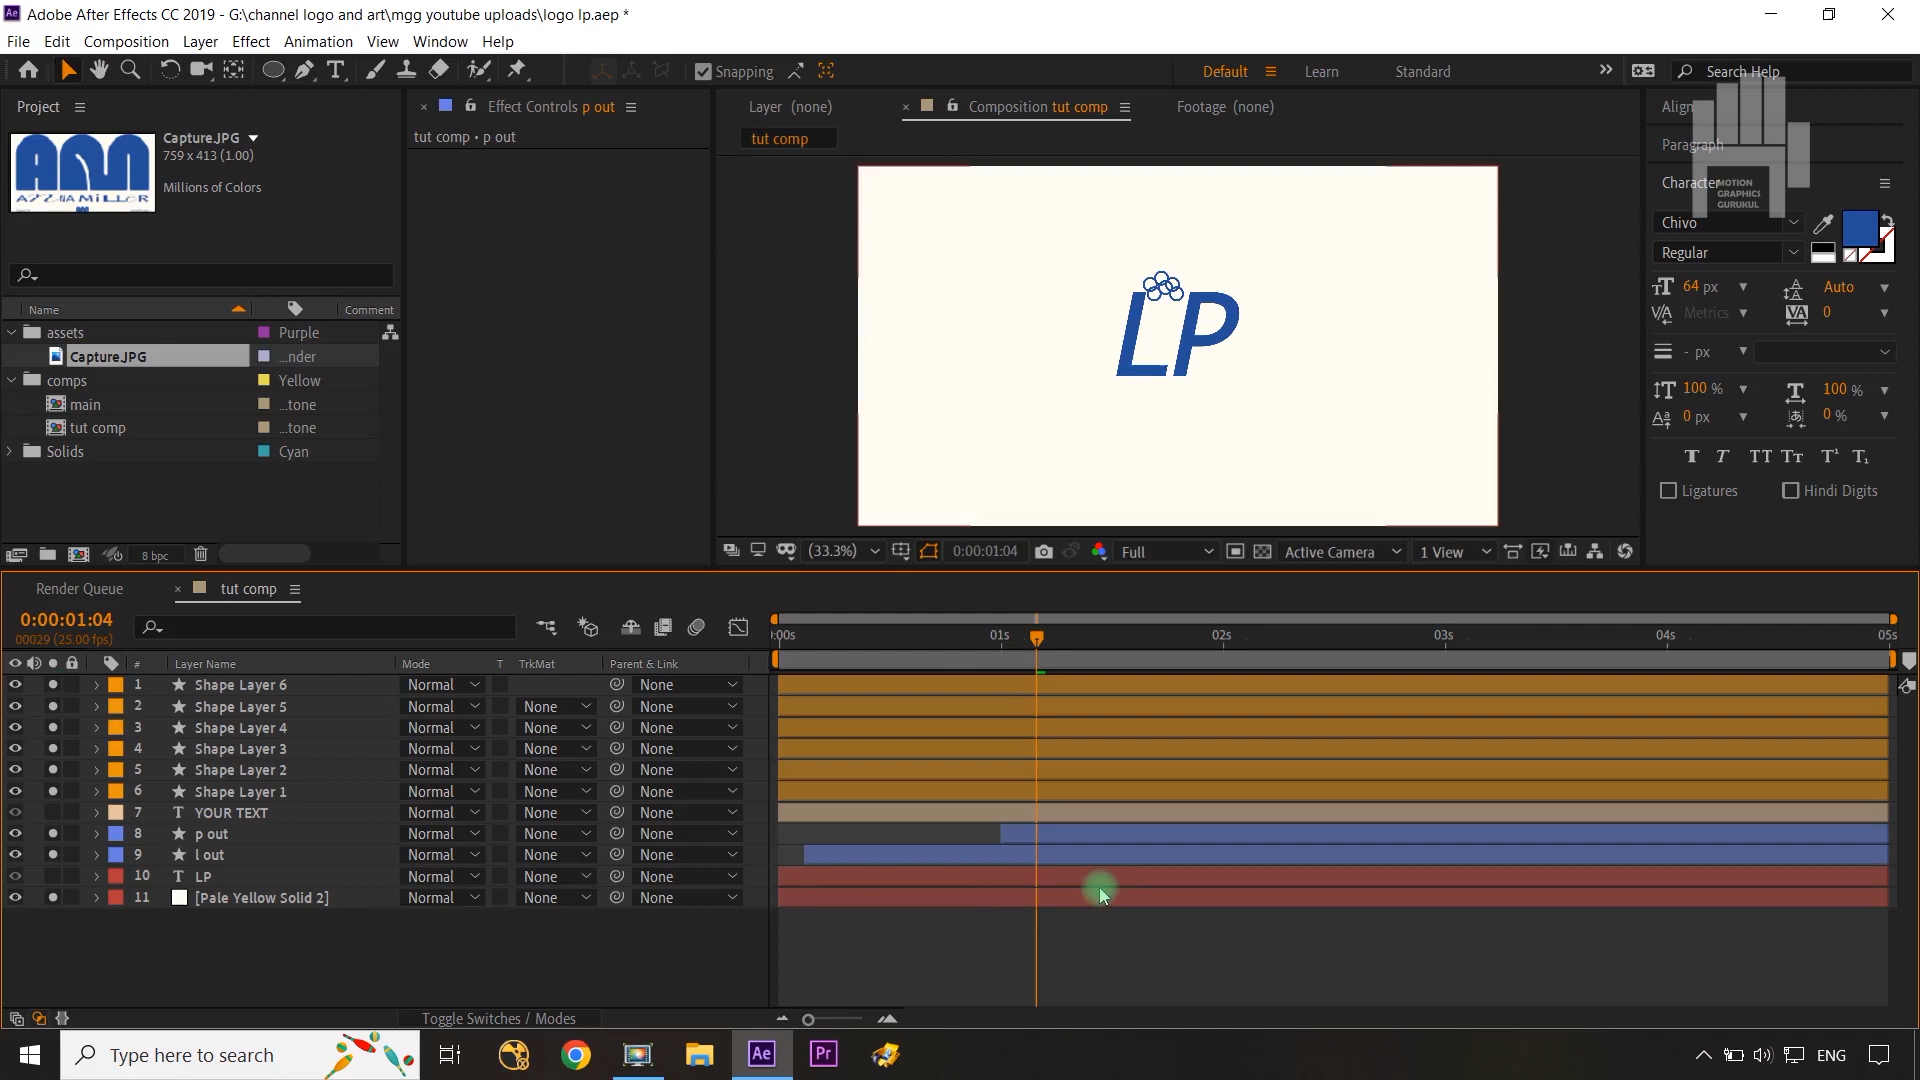 Adobe After Effects CC 2019 - G:\channel logo and art\mgg youtube uploads\logo lp.aep *
File Edit Composition Layer Effect Animation View Window Help
Snapping Default Learn Standard Search Help
Project Effect Controls p out Layer (none) Composition tut comp Footage (none) Align
Capture.JPG
759 x 413 (1.00)
Millions of Colors
tut comp • p out
tut comp
Paragraph
Character
MOTION
GRAPHICS
GURUKUL
Chivo
Regular
64 px Auto
Metrics 0
- px
100 % 100 %
0 px 0 %
T T TT Tт T¹ T₁
Ligatures Hindi Digits
LP
Name Comment
assets Purple
Capture.JPG ...nder
comps Yellow
main ...tone
tut comp ...tone
Solids Cyan
8 bpc
(33.3%) 0:00:01:04 Full Active Camera 1 View
Render Queue tut comp
0:00:01:04
00029 (25.00 fps)
:00s 01s 02s 03s 04s 05s
# Layer Name Mode T TrkMat Parent & Link
1 Shape Layer 6 Normal None
2 Shape Layer 5 Normal None None
3 Shape Layer 4 Normal None None
4 Shape Layer 3 Normal None None
5 Shape Layer 2 Normal None None
6 Shape Layer 1 Normal None None
7 T YOUR TEXT Normal None None
8 p out Normal None None
9 l out Normal None None
10 T LP Normal None None
11 [Pale Yellow Solid 2] Normal None None
Toggle Switches / Modes
Type here to search Ae Pr ENG